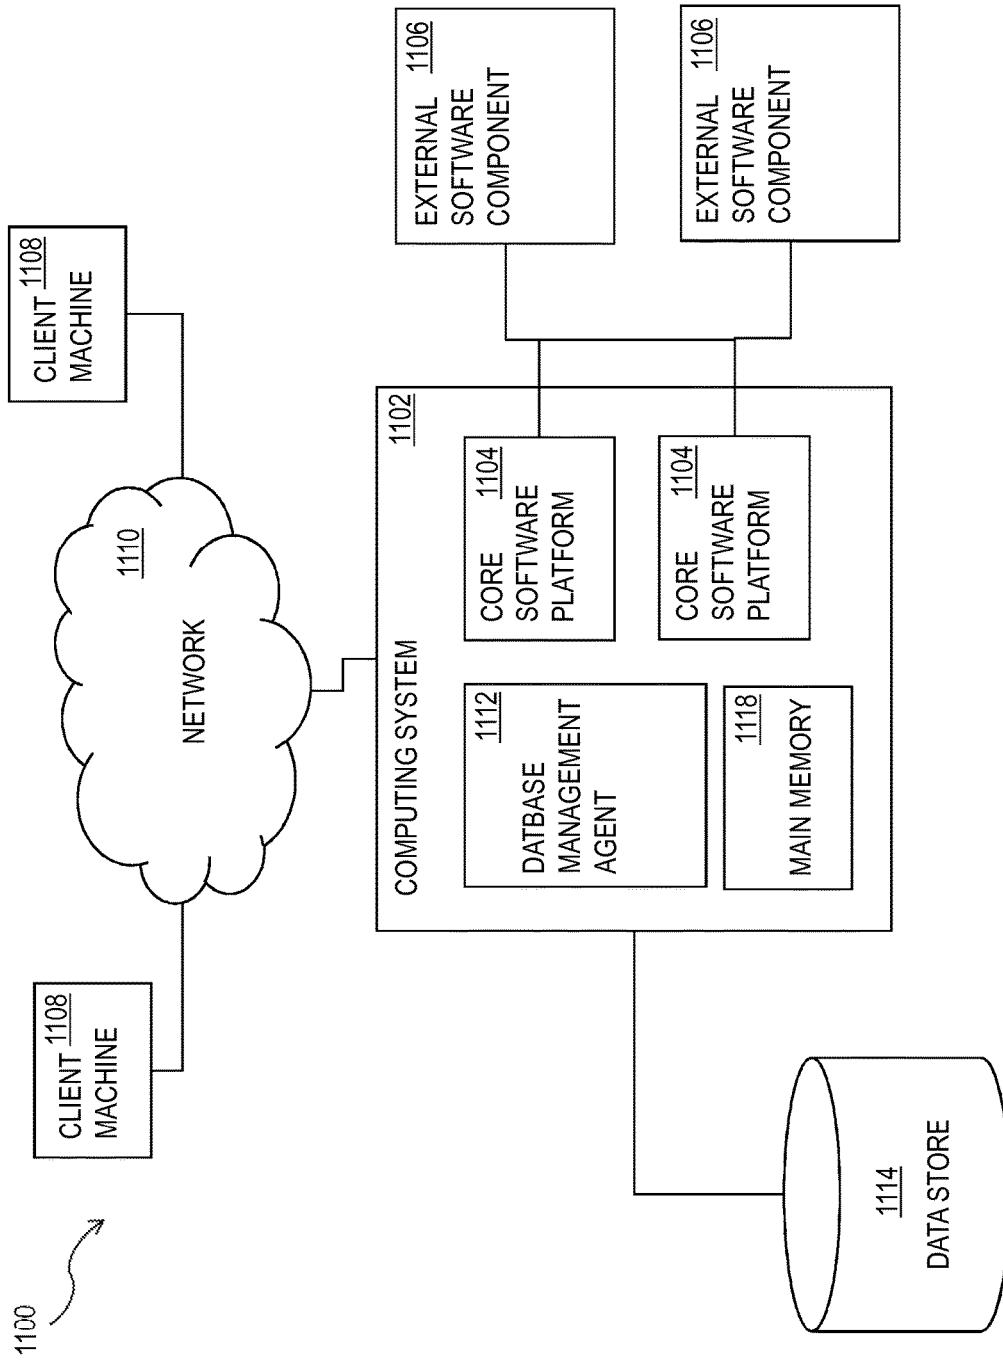 1100
CLIENT 1108
MACHINE
CLIENT 1108
MACHINE
1110
NETWORK
1102
COMPUTING SYSTEM
1112
DATBASE
MANAGEMENT
AGENT
CORE 1104
SOFTWARE
PLATFORM
1118
MAIN MEMORY
CORE 1104
SOFTWARE
PLATFORM
EXTERNAL 1106
SOFTWARE
COMPONENT
EXTERNAL 1106
SOFTWARE
COMPONENT
1114
DATA STORE